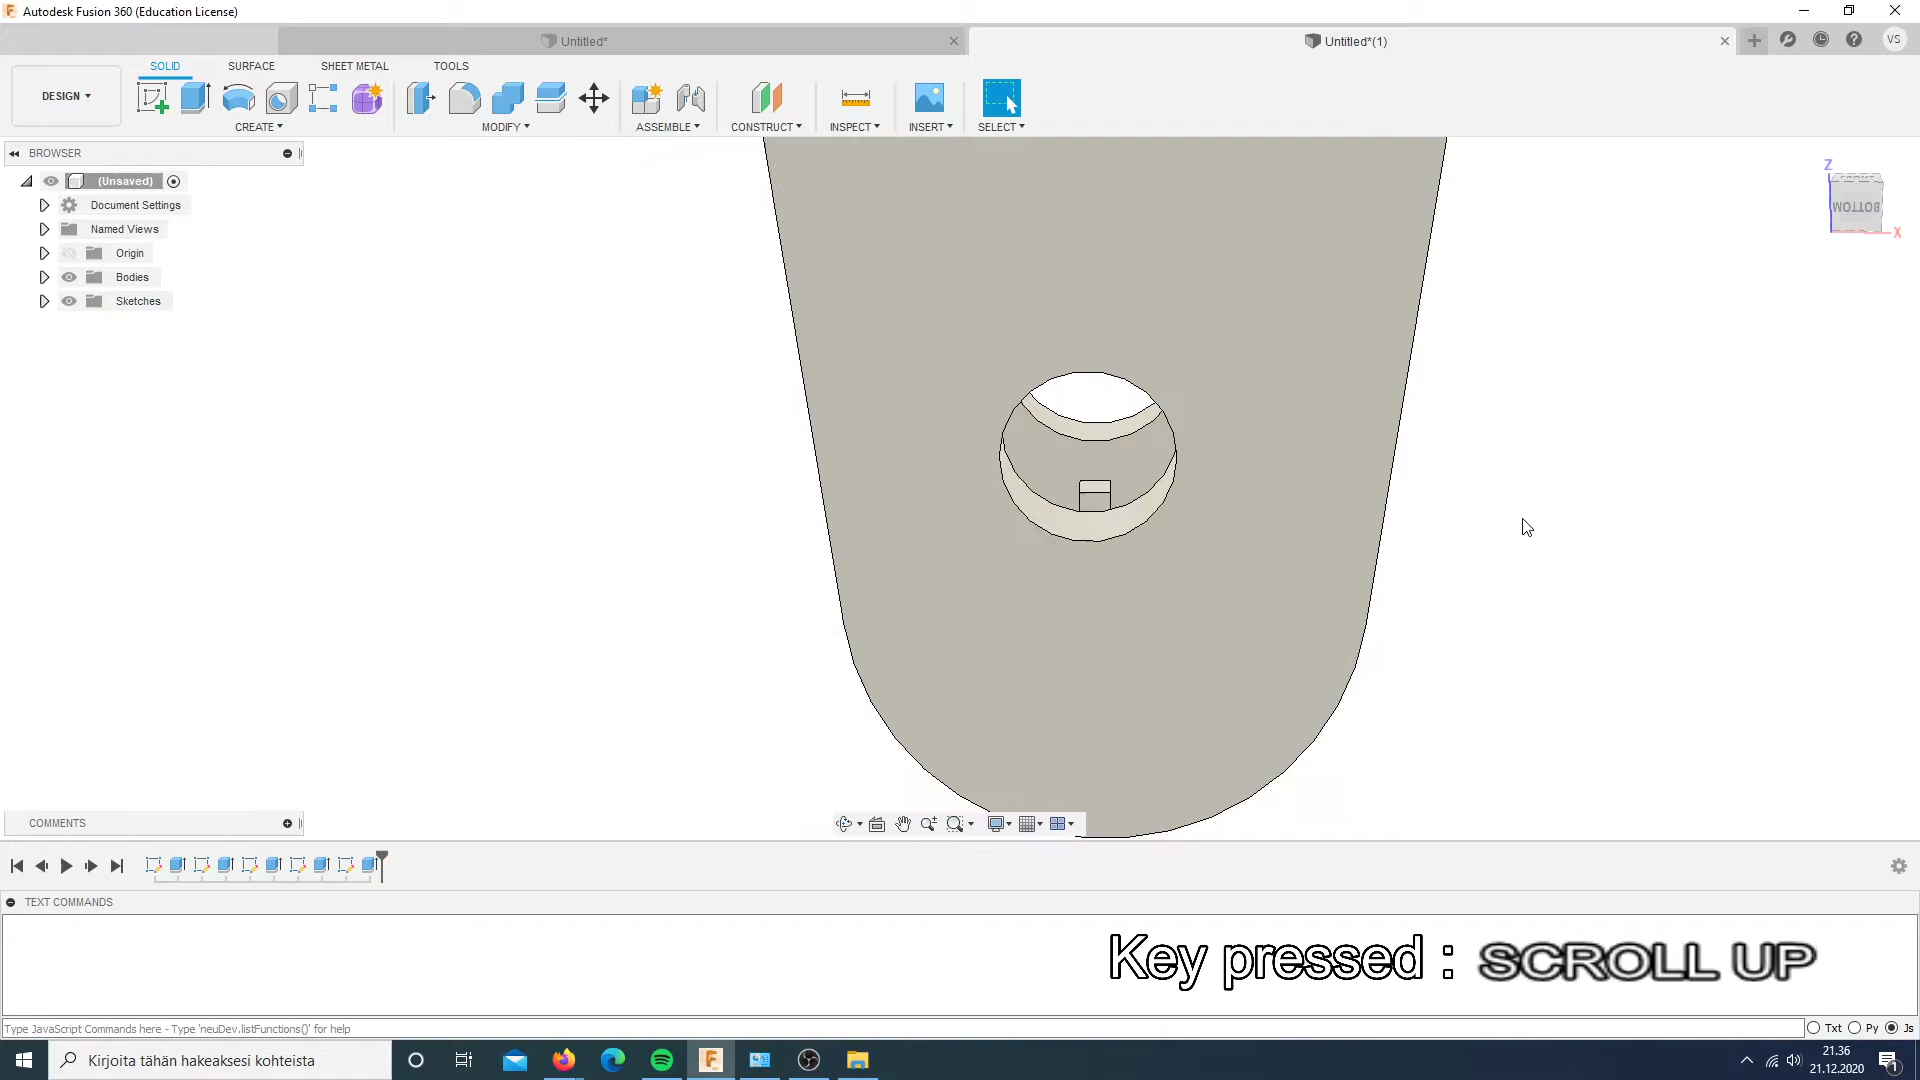 Autodesk Fusion 360 (Education License)
Untitled*
Untitled*(1)
VS
SOLID
SURFACE
SHEET METAL
TOOLS
DESIGN
CREATE
MODIFY
ASSEMBLE
CONSTRUCT
INSPECT
INSERT
SELECT
BROWSER
(Unsaved)
Document Settings
Named Views
Origin
Bodies
Sketches
Z
BOTTOM
X
COMMENTS
TEXT COMMANDS
Key pressed : SCROLL UP
Type JavaScript Commands here - Type 'neuDev.listFunctions()' for help
Txt
Py
Js
Kirjoita tähän hakeaksesi kohteista
21.36
21.12.2020
1